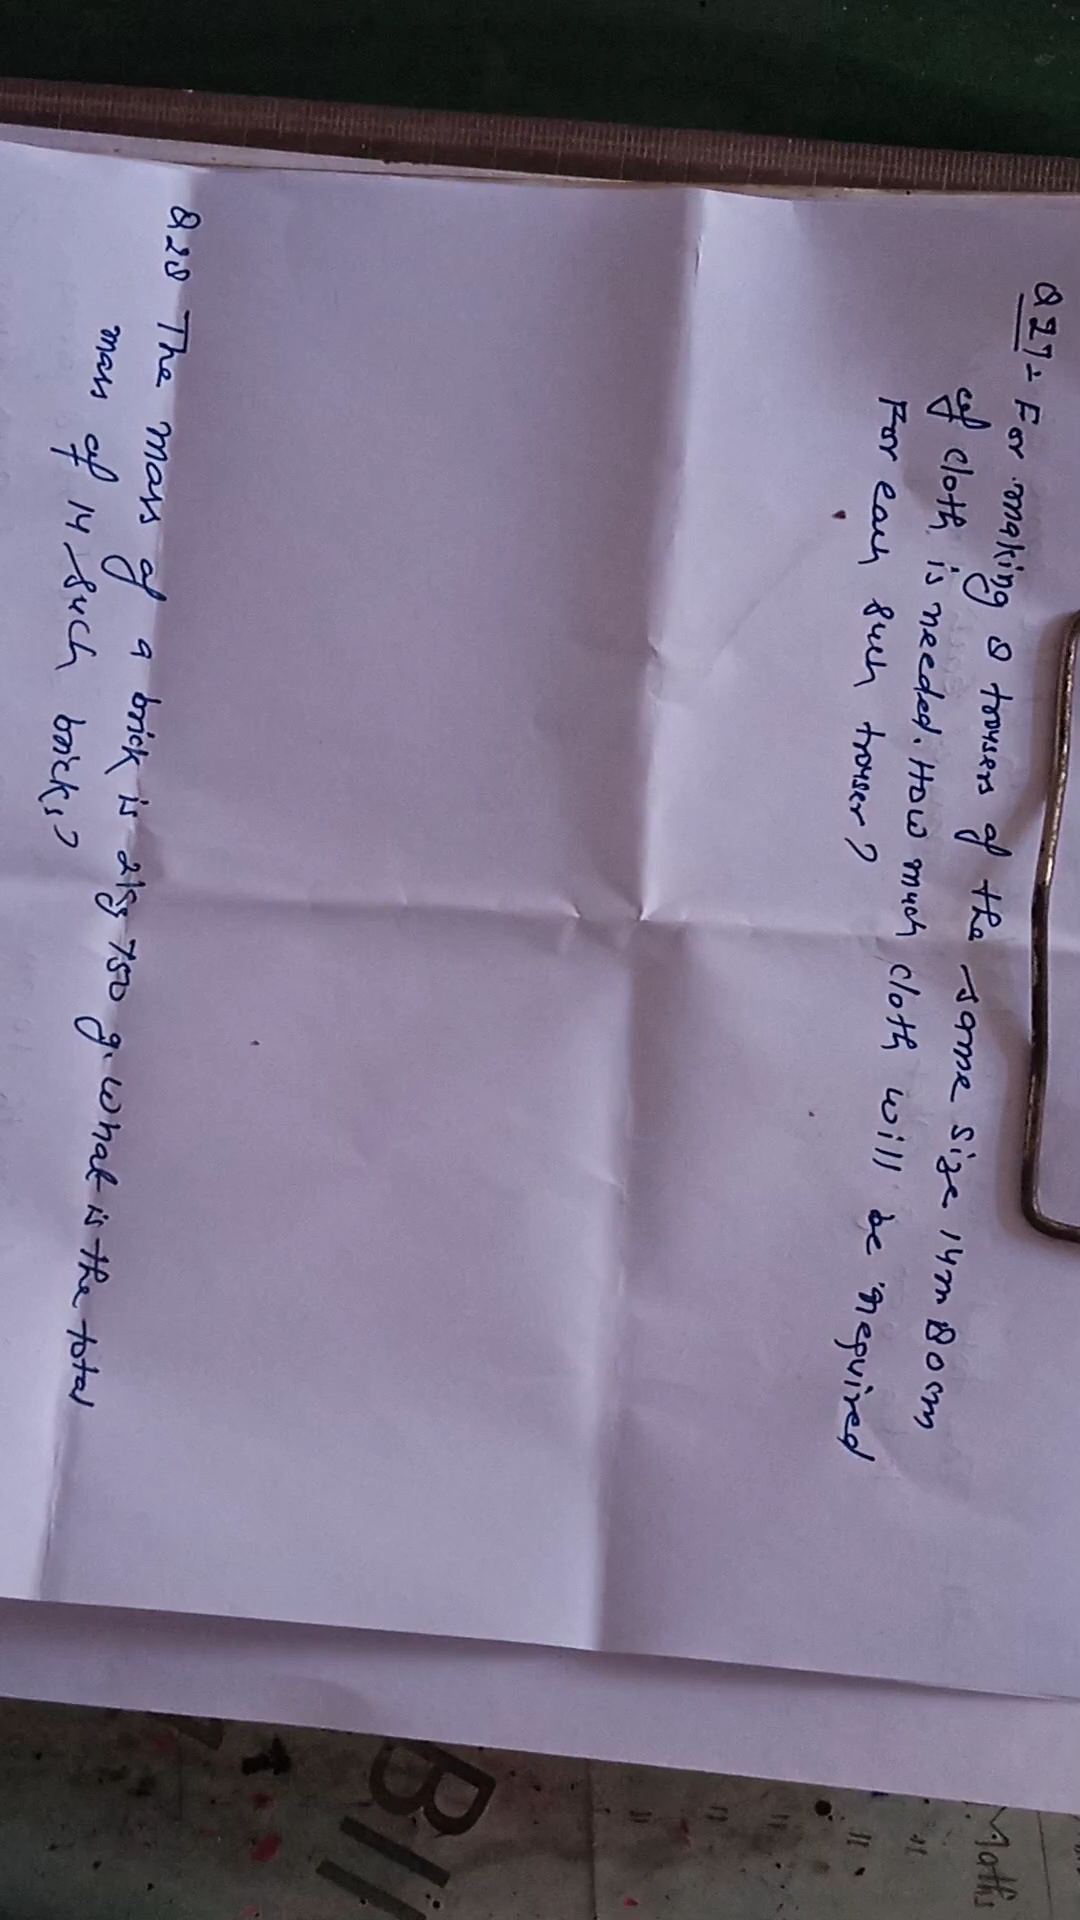 Q27- For making 8 trousers of the same size 14m 80cm
of cloth is needed. How much cloth will be required
For each such trouser?
Q28 The mass of a brick is 2kg 750 g. What is the total
mass of 14 such bricks?
Maths
" "
" "
"
"
BII